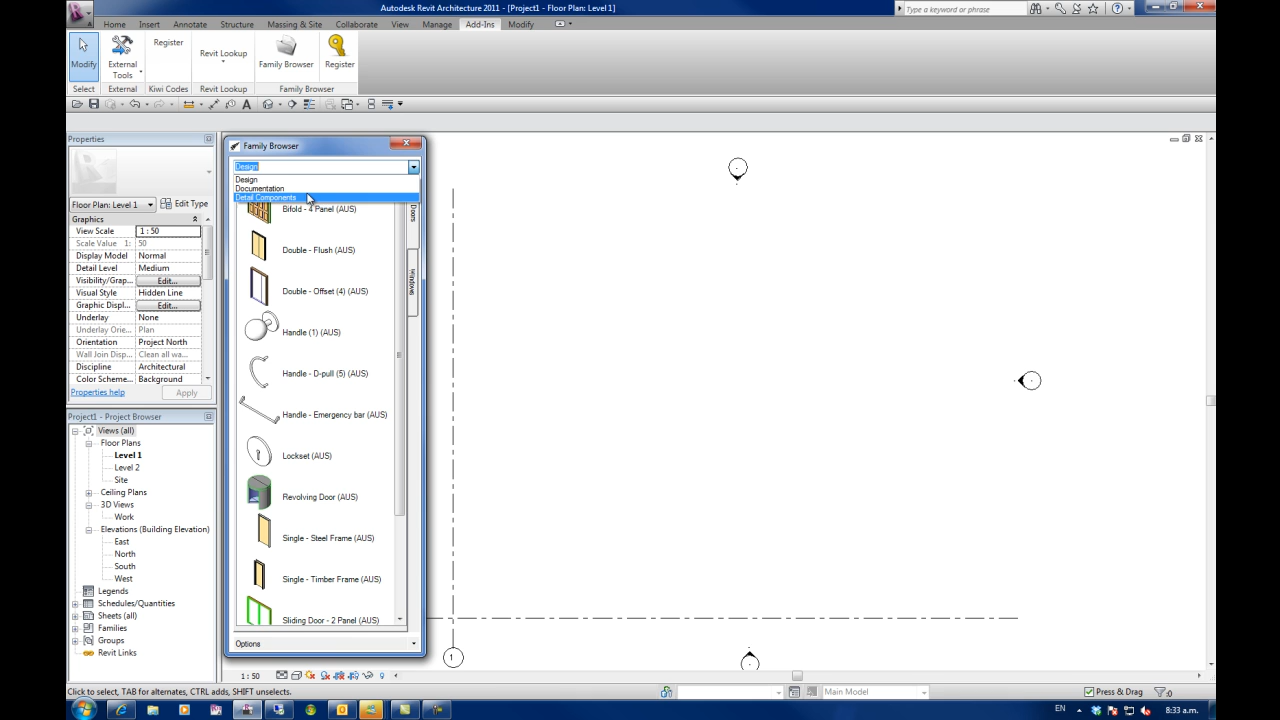 Autodesk Revit Architecture 2011 - [Project1 - Floor Plan: Level 1]
Type a keyword or phrase
Home Insert Annotate Structure Massing & Site Collaborate View Manage Add-Ins Modify
Modify
External Tools
Register
Revit Lookup
Family Browser
Register
Select External Kiwi Codes Revit Lookup Family Browser
Properties
Floor Plan: Level 1 Edit Type
Graphics
View Scale 1 : 50
Scale Value 1: 50
Display Model Normal
Detail Level Medium
Visibility/Grap... Edit...
Visual Style Hidden Line
Graphic Displ... Edit...
Underlay None
Underlay Orie... Plan
Orientation Project North
Wall Join Disp... Clean all wa...
Discipline Architectural
Color Scheme... Background
Properties help Apply
Project1 - Project Browser
Views (all)
Floor Plans
Level 1
Level 2
Site
Ceiling Plans
3D Views
Work
Elevations (Building Elevation)
East
North
South
West
Legends
Schedules/Quantities
Sheets (all)
Families
Groups
Revit Links
Family Browser
Design
Design
Documentation
Detail Components
Bifold - 4 Panel (AUS)
Double - Flush (AUS)
Double - Offset (4) (AUS)
Handle (1) (AUS)
Handle - D-pull (5) (AUS)
Handle - Emergency bar (AUS)
Lockset (AUS)
Revolving Door (AUS)
Single - Steel Frame (AUS)
Single - Timber Frame (AUS)
Sliding Door - 2 Panel (AUS)
Doors
Windows
Options
1
1 : 50
Click to select, TAB for alternates, CTRL adds, SHIFT unselects.
Main Model
Press & Drag
:0
EN
8:33 a.m.